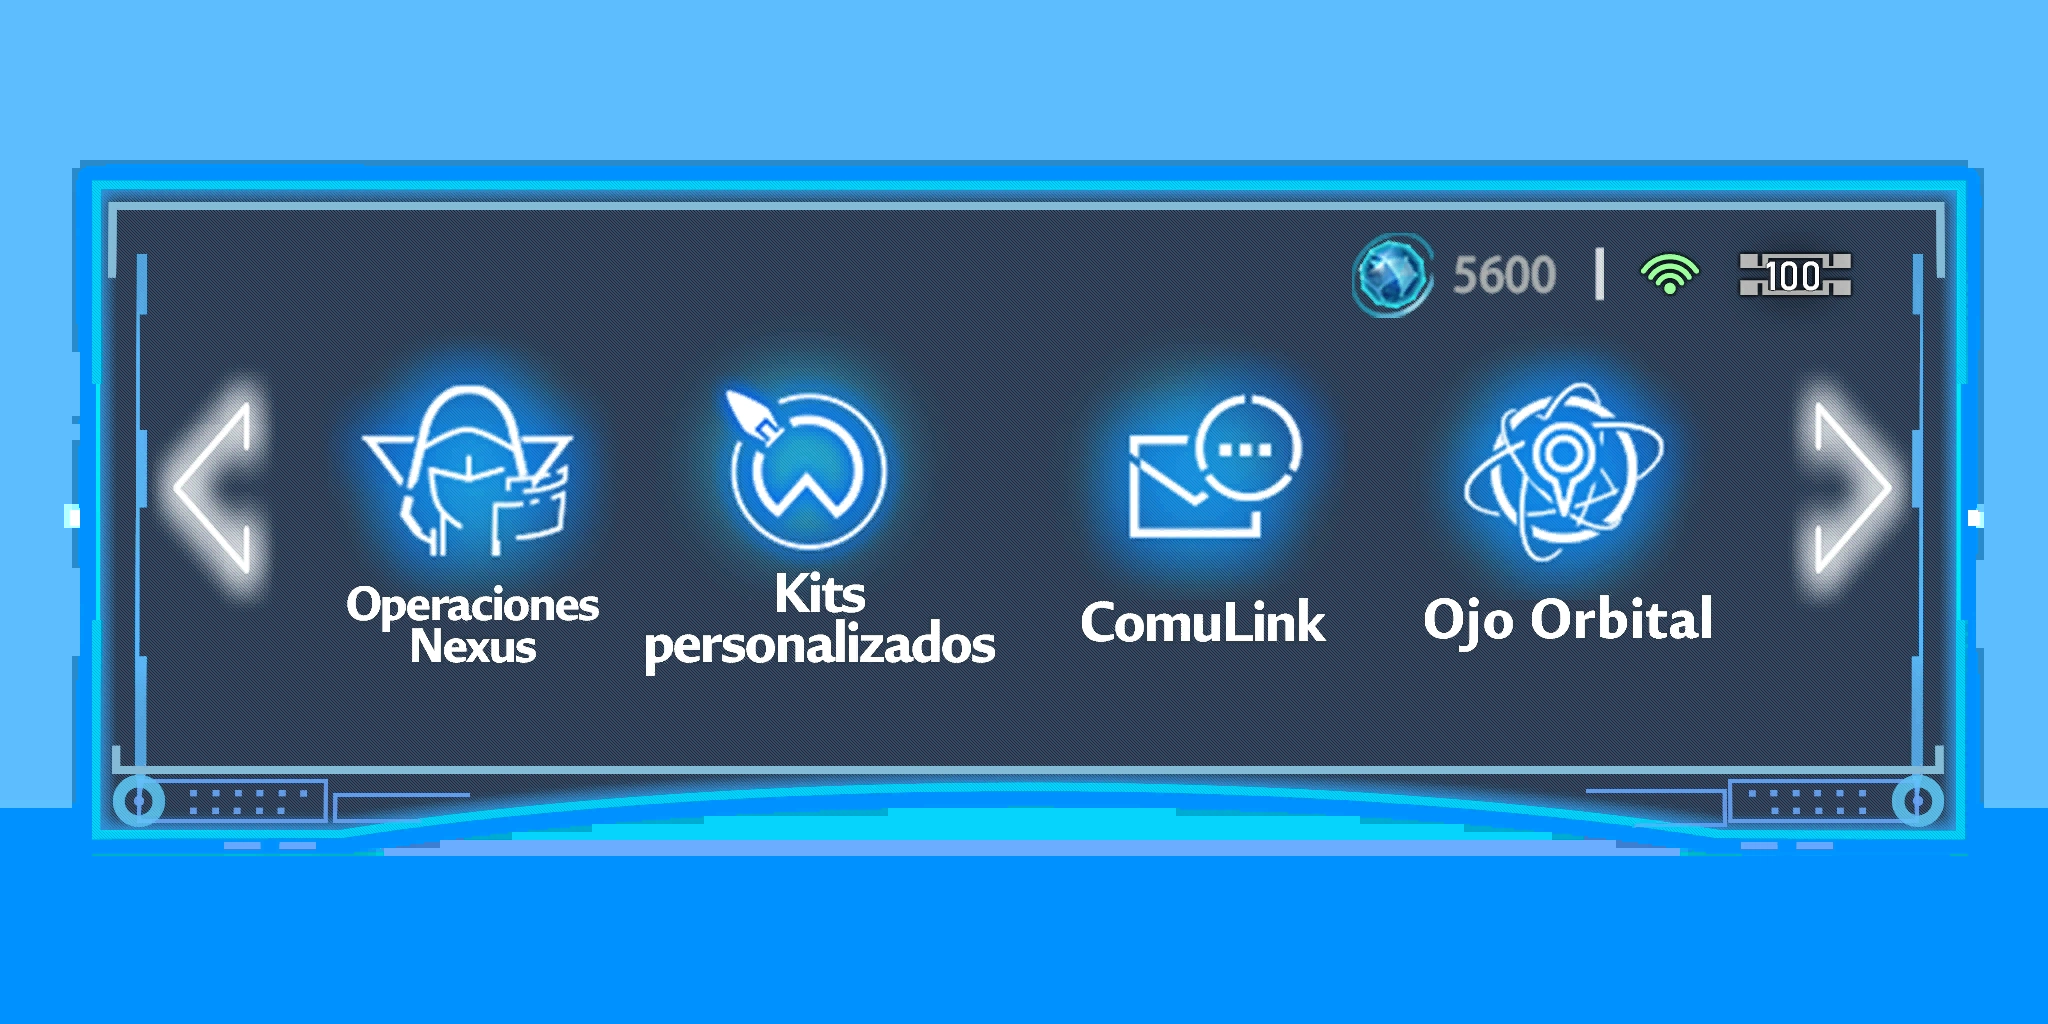 5600
100
Operaciones
Nexus
Kits
personalizados
ComuLink
Ojo Orbital